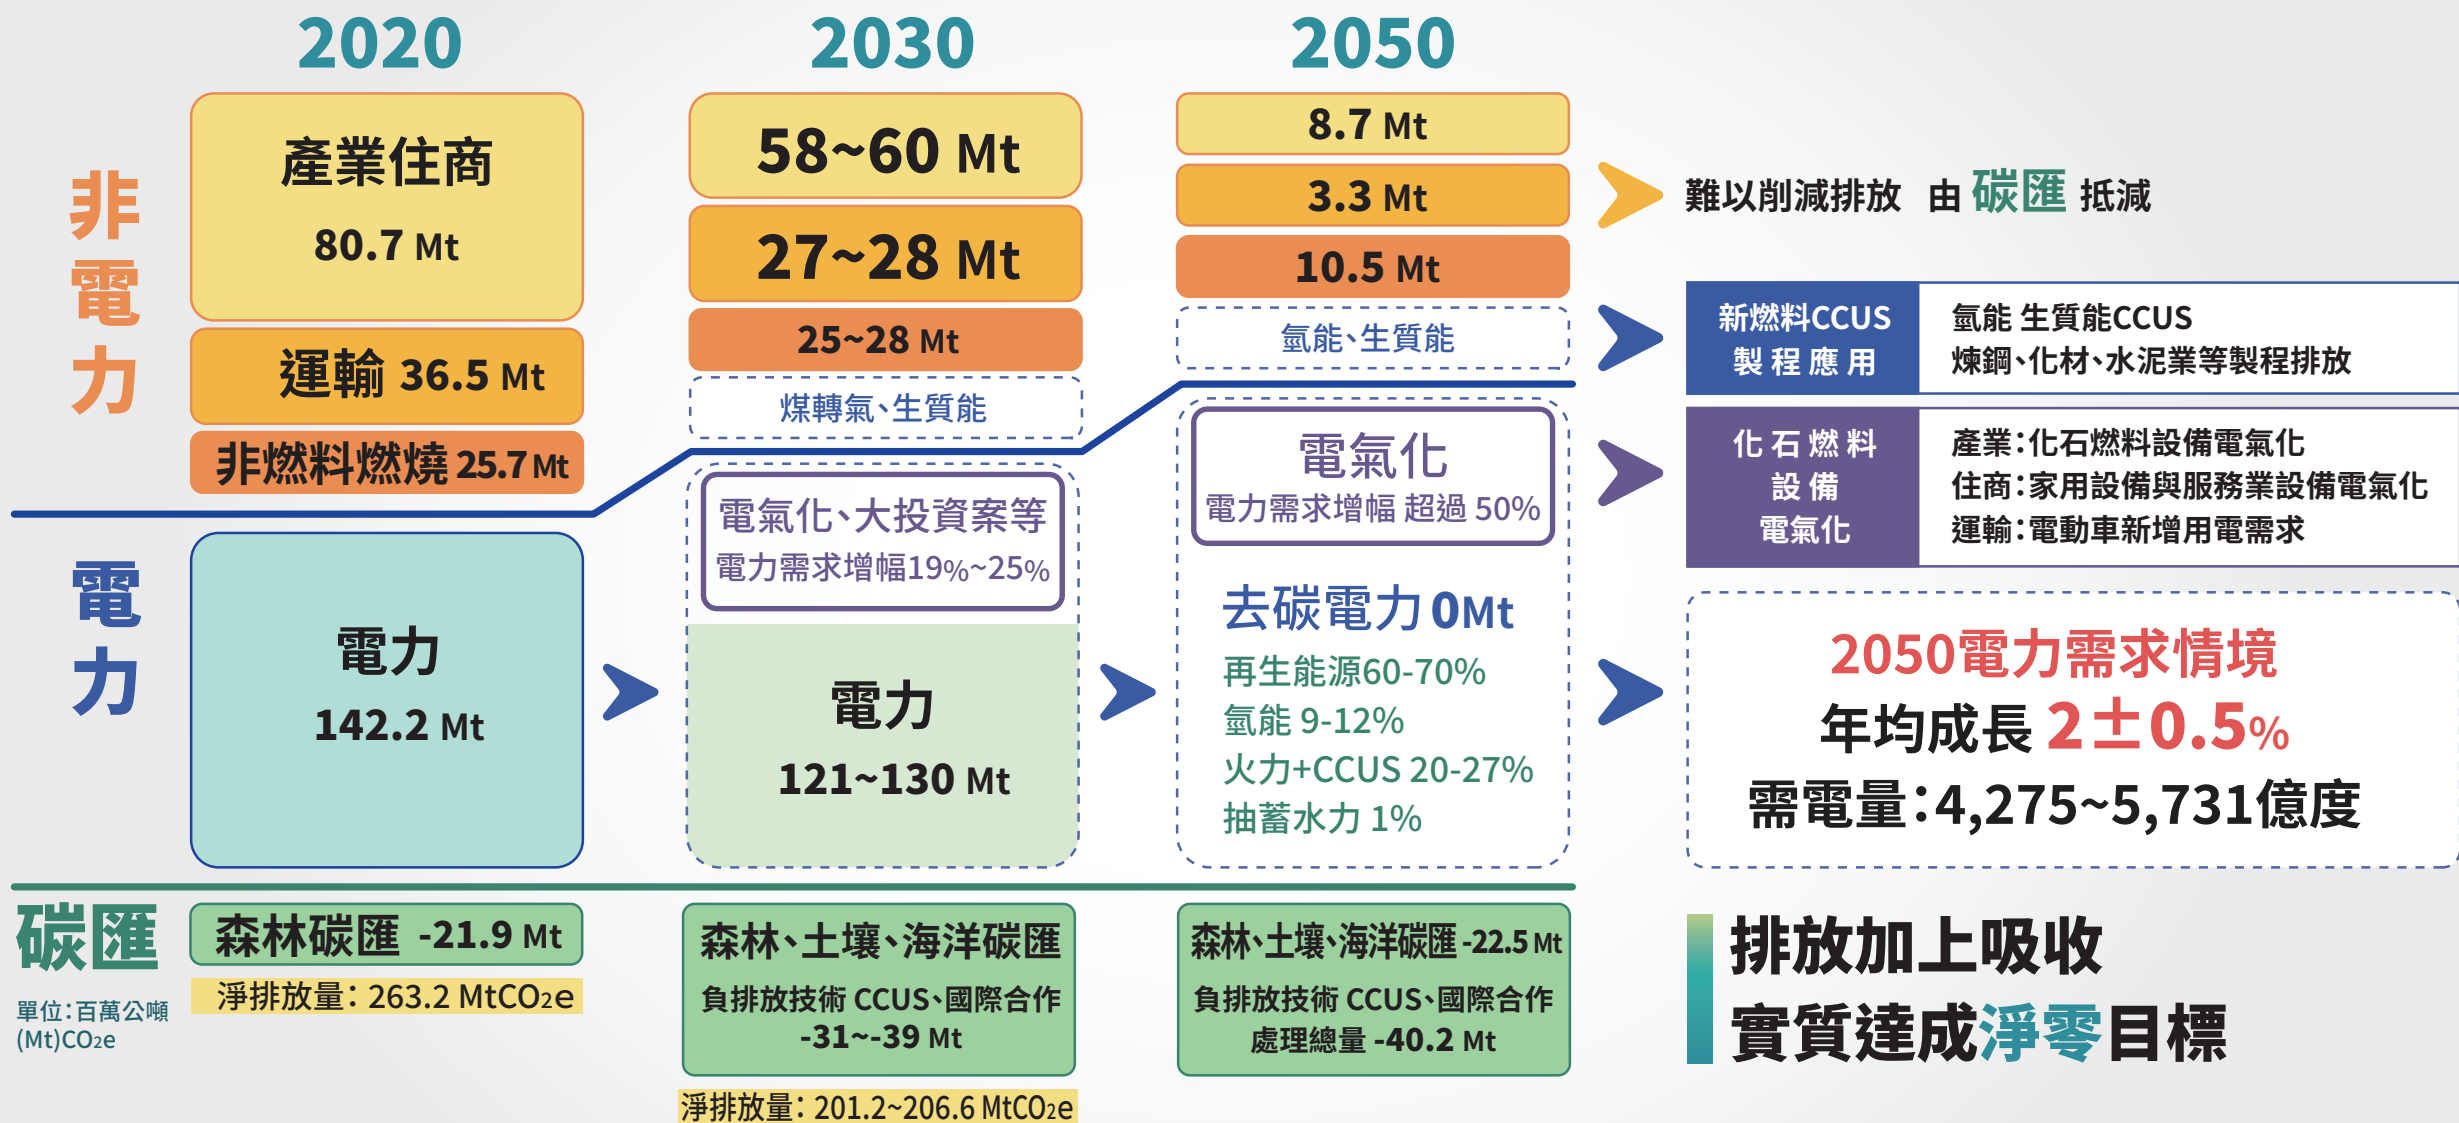 2020
2030
2050
非電力
產業住商
80.7 Mt
運輸 36.5 Mt
非燃料燃燒 25.7 Mt
58~60 Mt
27~28 Mt
25~28 Mt
煤轉氣、生質能
8.7 Mt
3.3 Mt
10.5 Mt
氫能、生質能
難以削減排放 由 碳匯 抵減
新燃料CCUS
製程應用
氫能 生質能CCUS
煉鋼、化材、水泥業等製程排放
化石燃料
設備
電氣化
產業：化石燃料設備電氣化
住商：家用設備與服務業設備電氣化
運輸：電動車新增用電需求
電力
電力
142.2 Mt
電氣化、大投資案等
電力需求增幅19%~25%
電力
121~130 Mt
電氣化
電力需求增幅 超過 50%
去碳電力 0Mt
再生能源60-70%
氫能 9-12%
火力+CCUS 20-27%
抽蓄水力 1%
2050電力需求情境
年均成長 2±0.5%
需電量：4,275~5,731億度
碳匯
單位：百萬公噸
(Mt)CO2e
森林碳匯 -21.9 Mt
淨排放量： 263.2 MtCO2e
森林、土壤、海洋碳匯
負排放技術 CCUS、國際合作
-31~-39 Mt
淨排放量： 201.2~206.6 MtCO2e
森林、土壤、海洋碳匯 -22.5 Mt
負排放技術 CCUS、國際合作
處理總量 -40.2 Mt
排放加上吸收
實質達成淨零目標